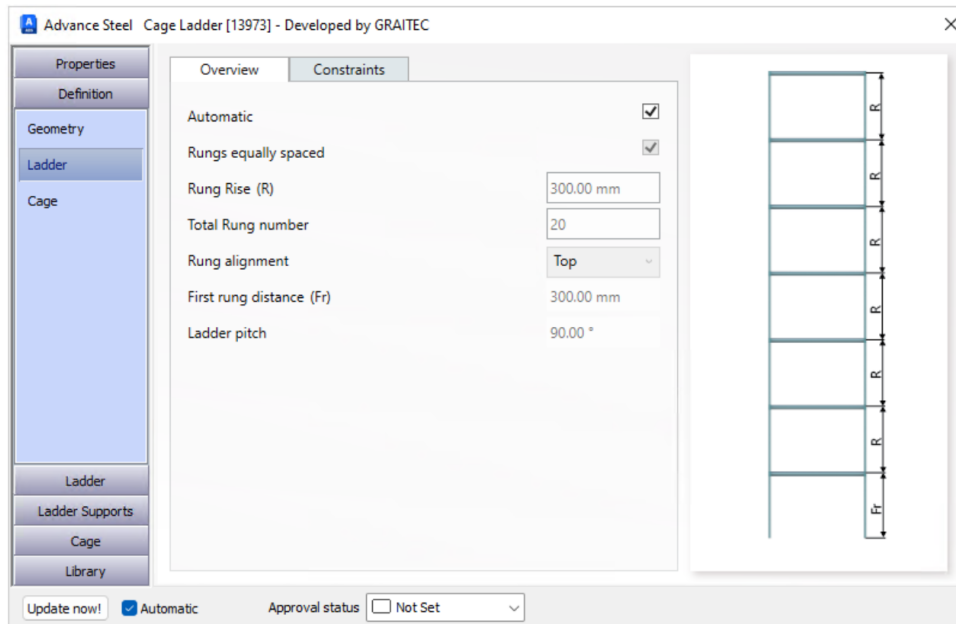 Advance Steel Cage Ladder [13973] - Developed by GRAITEC
Properties
Definition
Geometry
Ladder
Cage
Ladder
Ladder Supports
Cage
Library
Overview Constraints
Automatic
Rungs equally spaced
Rung Rise (R) 300.00 mm
Total Rung number 20
Rung alignment Top
First rung distance (Fr) 300.00 mm
Ladder pitch 90.00 °
R
R
R
R
R
R
Fr
Update now! Automatic Approval status Not Set